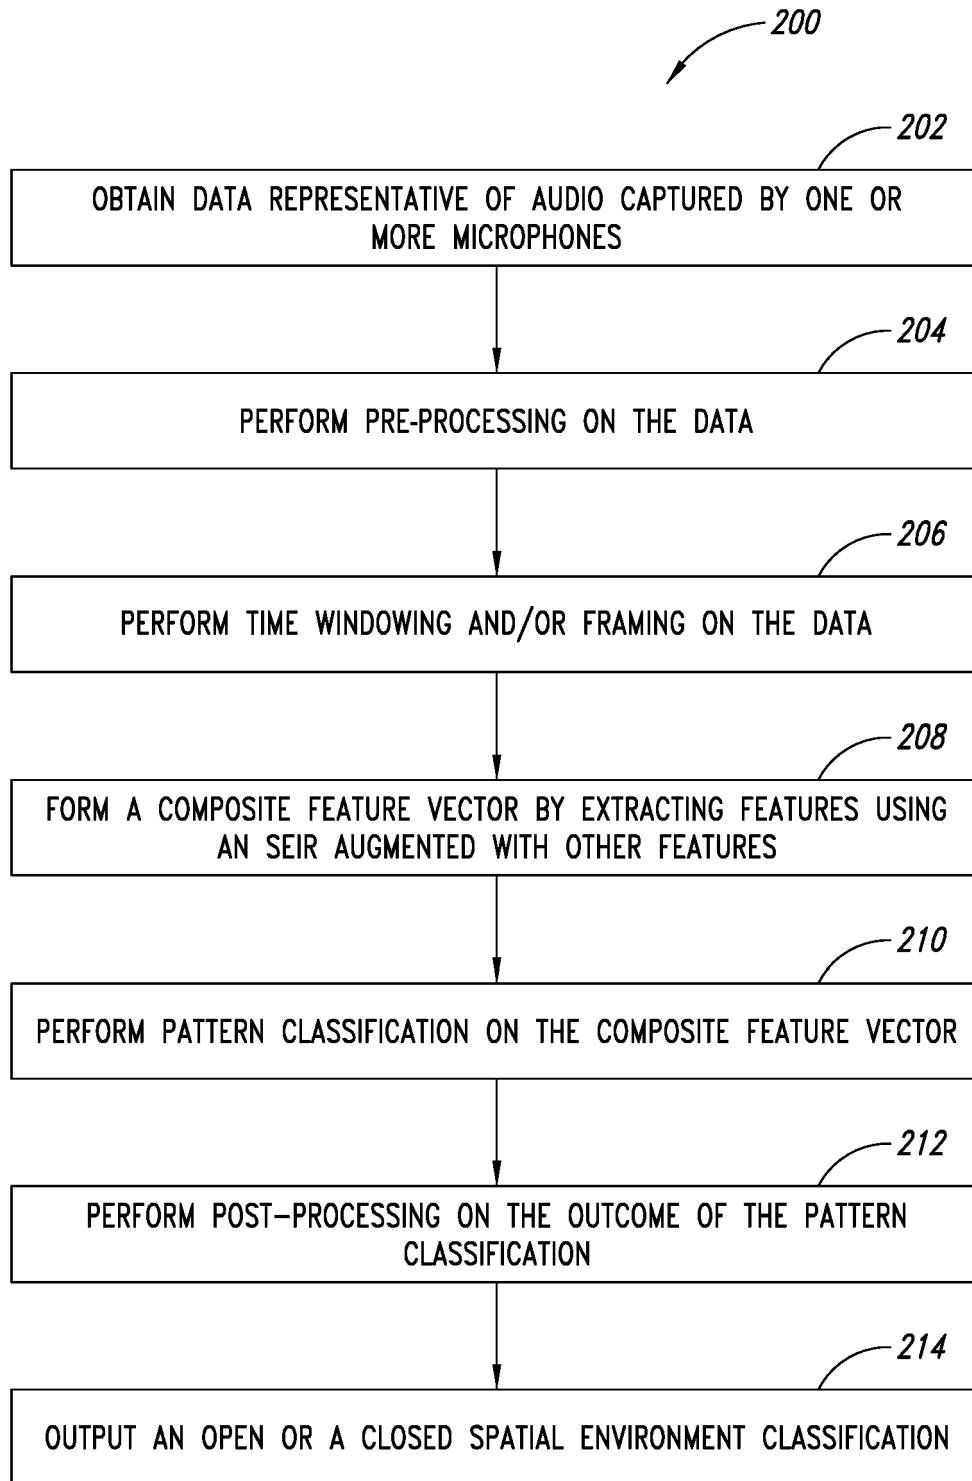 200
202
OBTAIN DATA REPRESENTATIVE OF AUDIO CAPTURED BY ONE OR
MORE MICROPHONES
204
PERFORM PRE-PROCESSING ON THE DATA
206
PERFORM TIME WINDOWING AND/OR FRAMING ON THE DATA
208
FORM A COMPOSITE FEATURE VECTOR BY EXTRACTING FEATURES USING
AN SEIR AUGMENTED WITH OTHER FEATURES
210
PERFORM PATTERN CLASSIFICATION ON THE COMPOSITE FEATURE VECTOR
212
PERFORM POST-PROCESSING ON THE OUTCOME OF THE PATTERN
CLASSIFICATION
214
OUTPUT AN OPEN OR A CLOSED SPATIAL ENVIRONMENT CLASSIFICATION